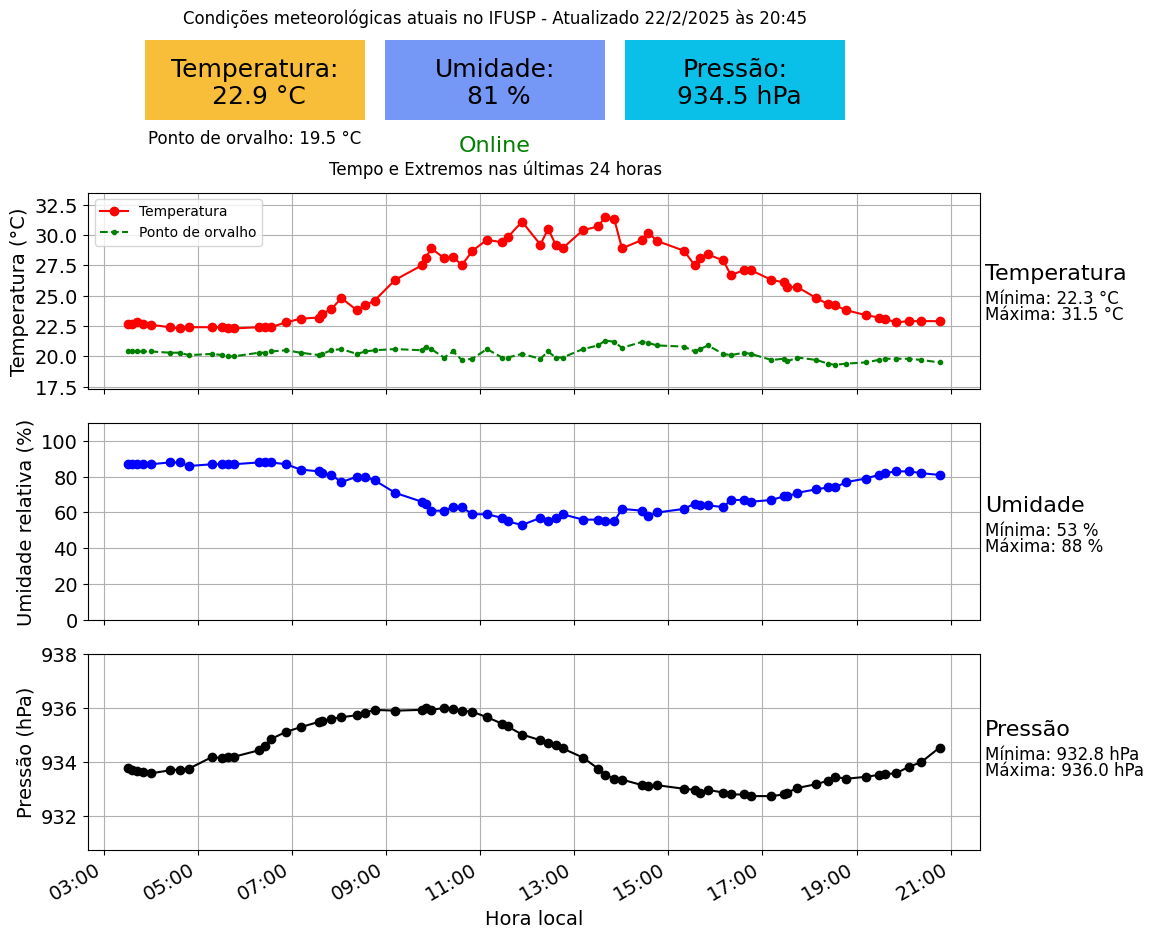 Condições meteorológicas atuais no IFUSP - Atualizado 22/2/2025 às 20:45
Temperatura:
22.9 °C
Umidade:
81 %
Pressão:
934.5 hPa
Ponto de orvalho: 19.5 °C
Online
Tempo e Extremos nas últimas 24 horas
Temperatura (°C)
32.5
30.0
27.5
25.0
22.5
20.0
17.5
Temperatura
Ponto de orvalho
Temperatura
Mínima: 22.3 °C
Máxima: 31.5 °C
Umidade relativa (%)
100
80
60
40
20
0
Umidade
Mínima: 53 %
Máxima: 88 %
Pressão (hPa)
938
936
934
932
Pressão
Mínima: 932.8 hPa
Máxima: 936.0 hPa
03:00
05:00
07:00
09:00
11:00
13:00
15:00
17:00
19:00
21:00
Hora local